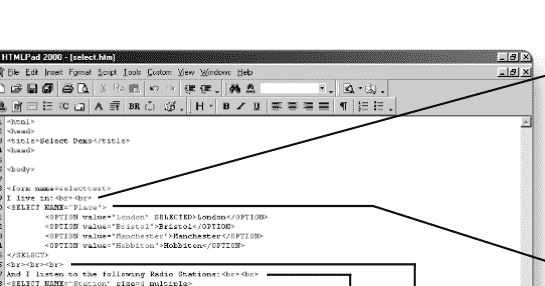 HTMLPad 2000 - [select.htm]
File Edit Insert Format Script Tools Custom View Windows Help
<html>
<head>
<title>Select Demo</title>
<head>
<body>
<form name=selecttest>
I live in:<br><br>
<SELECT NAME="Place">
<OPTION value="London" SELECTED>London</OPTION>
<OPTION value="Bristol">Bristol</OPTION>
<OPTION value="Manchester">Manchester</OPTION>
<OPTION value="Hobbiton">Hobbiton</OPTION>
</SELECT>
<br><br><br>
And I listen to the following Radio Stations:<br><br>
<SELECT NAME="Station" size=4 multiple>